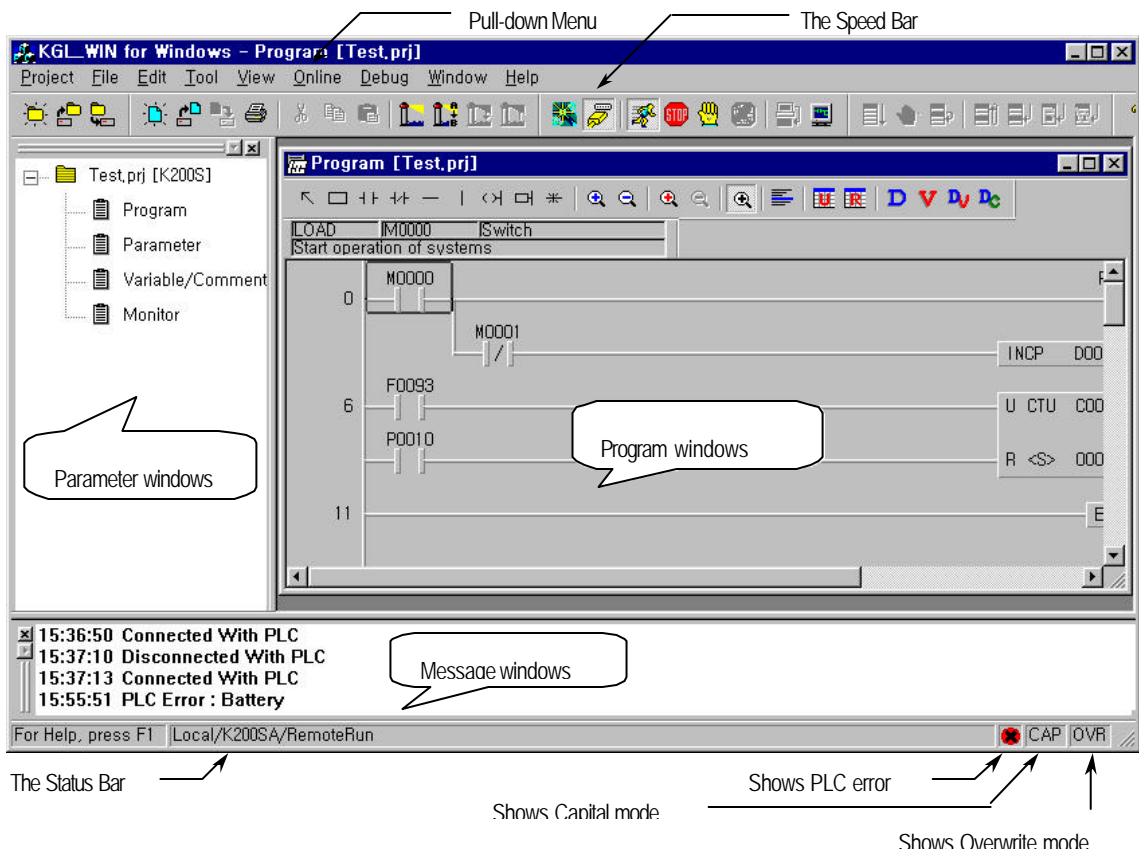 Pull-down Menu
The Speed Bar
KGL_WIN for Windows - Program [Test.prj]
Project File Edit Tool View Online Debug Window Help
STOP
Test.prj [K200S]
Program
Parameter
Variable/Comment
Monitor
Program [Test.prj]
U R D V DV DC
LOAD M0000 Switch
Start operation of systems
M0000
0
M0001
INCP D00
F0093
6
U CTU C00
P0010
R <S> 000
11
E
Parameter windows
Program windows
15:36:50 Connected With PLC
15:37:10 Disconnected With PLC
15:37:13 Connected With PLC
15:55:51 PLC Error : Battery
Message windows
For Help, press F1 Local/K200SA/RemoteRun CAP OVR
The Status Bar
Shows PLC error
Shows Capital mode
Shows Overwrite mode